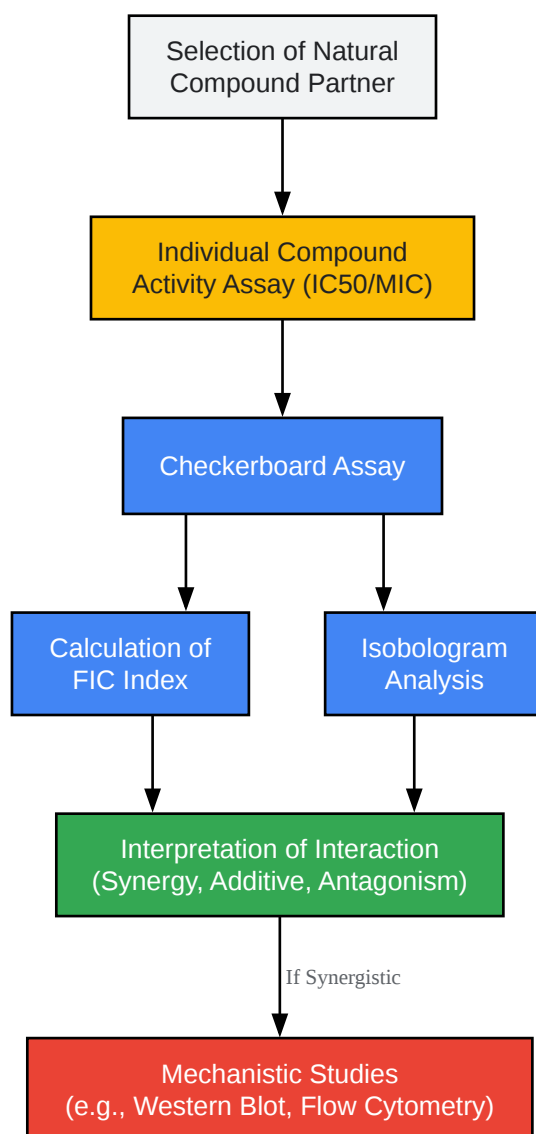 Selection of Natural
Compound Partner
Individual Compound
Activity Assay (IC50/MIC)
Checkerboard Assay
Calculation of
FIC Index
Isobologram
Analysis
Interpretation of Interaction
(Synergy, Additive, Antagonism)
If Synergistic
Mechanistic Studies
(e.g., Western Blot, Flow Cytometry)